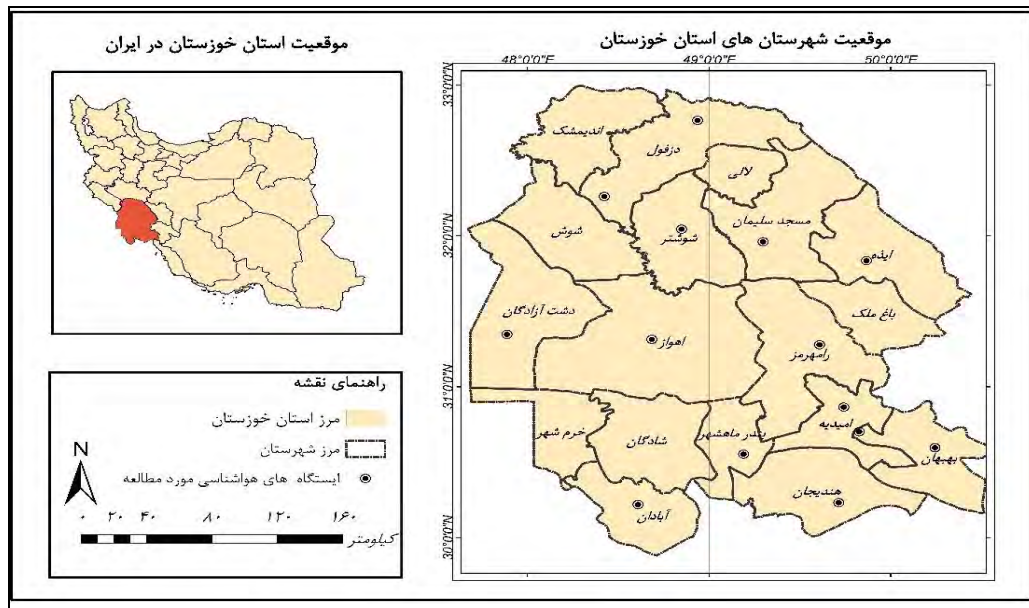 موقعیت استان خوزستان در ایران
موقعیت شهرستان های استان خوزستان
48°0'0"E
49°0'0"E
50°0'0"E
33°0'0"N
32°0'0"N
31°0'0"N
30°0'0"N
اندیمشک
دزفول
لالی
شوش
شوشتر
مسجد سلیمان
ایذه
دشت آزادگان
اهواز
باغ ملک
رامهرمز
خرم شهر
شادگان
بندر ماهشهر
امیدیه
بهبهان
آبادان
هندیجان
راهنمای نقشه
مرز استان خوزستان
مرز شهرستان
ایستگاه های هواشناسی مورد مطالعه
N
۰ ۲۰ ۴۰ ۸۰ ۱۲۰ ۱۶۰
کیلومتر